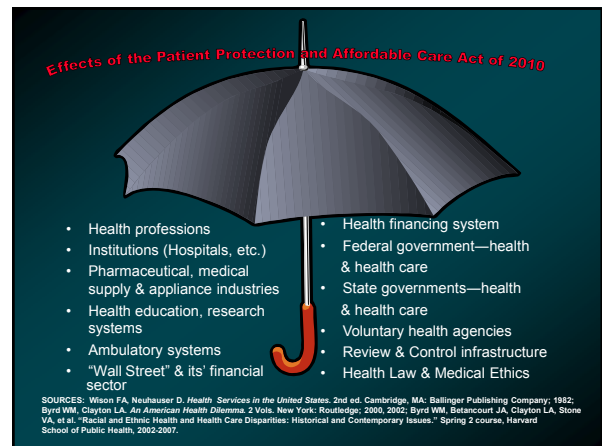 Effects of the Patient Protection and Affordable Care Act of 2010
• Health professions
• Institutions (Hospitals, etc.)
• Pharmaceutical, medical
supply & appliance industries
• Health education, research
systems
• Ambulatory systems
• “Wall Street” & its’ financial
sector
• Health financing system
• Federal government—health
& health care
• State governments—health
& health care
• Voluntary health agencies
• Review & Control infrastructure
• Health Law & Medical Ethics
SOURCES: Wison FA, Neuhauser D. Health Services in the United States. 2nd ed. Cambridge, MA: Ballinger Publishing Company; 1982;
Byrd WM, Clayton LA. An American Health Dilemma. 2 Vols. New York: Routledge; 2000, 2002; Byrd WM, Betancourt JA, Clayton LA, Stone
VA, et al. “Racial and Ethnic Health and Health Care Disparities: Historical and Contemporary Issues.” Spring 2 course, Harvard
School of Public Health, 2002-2007.